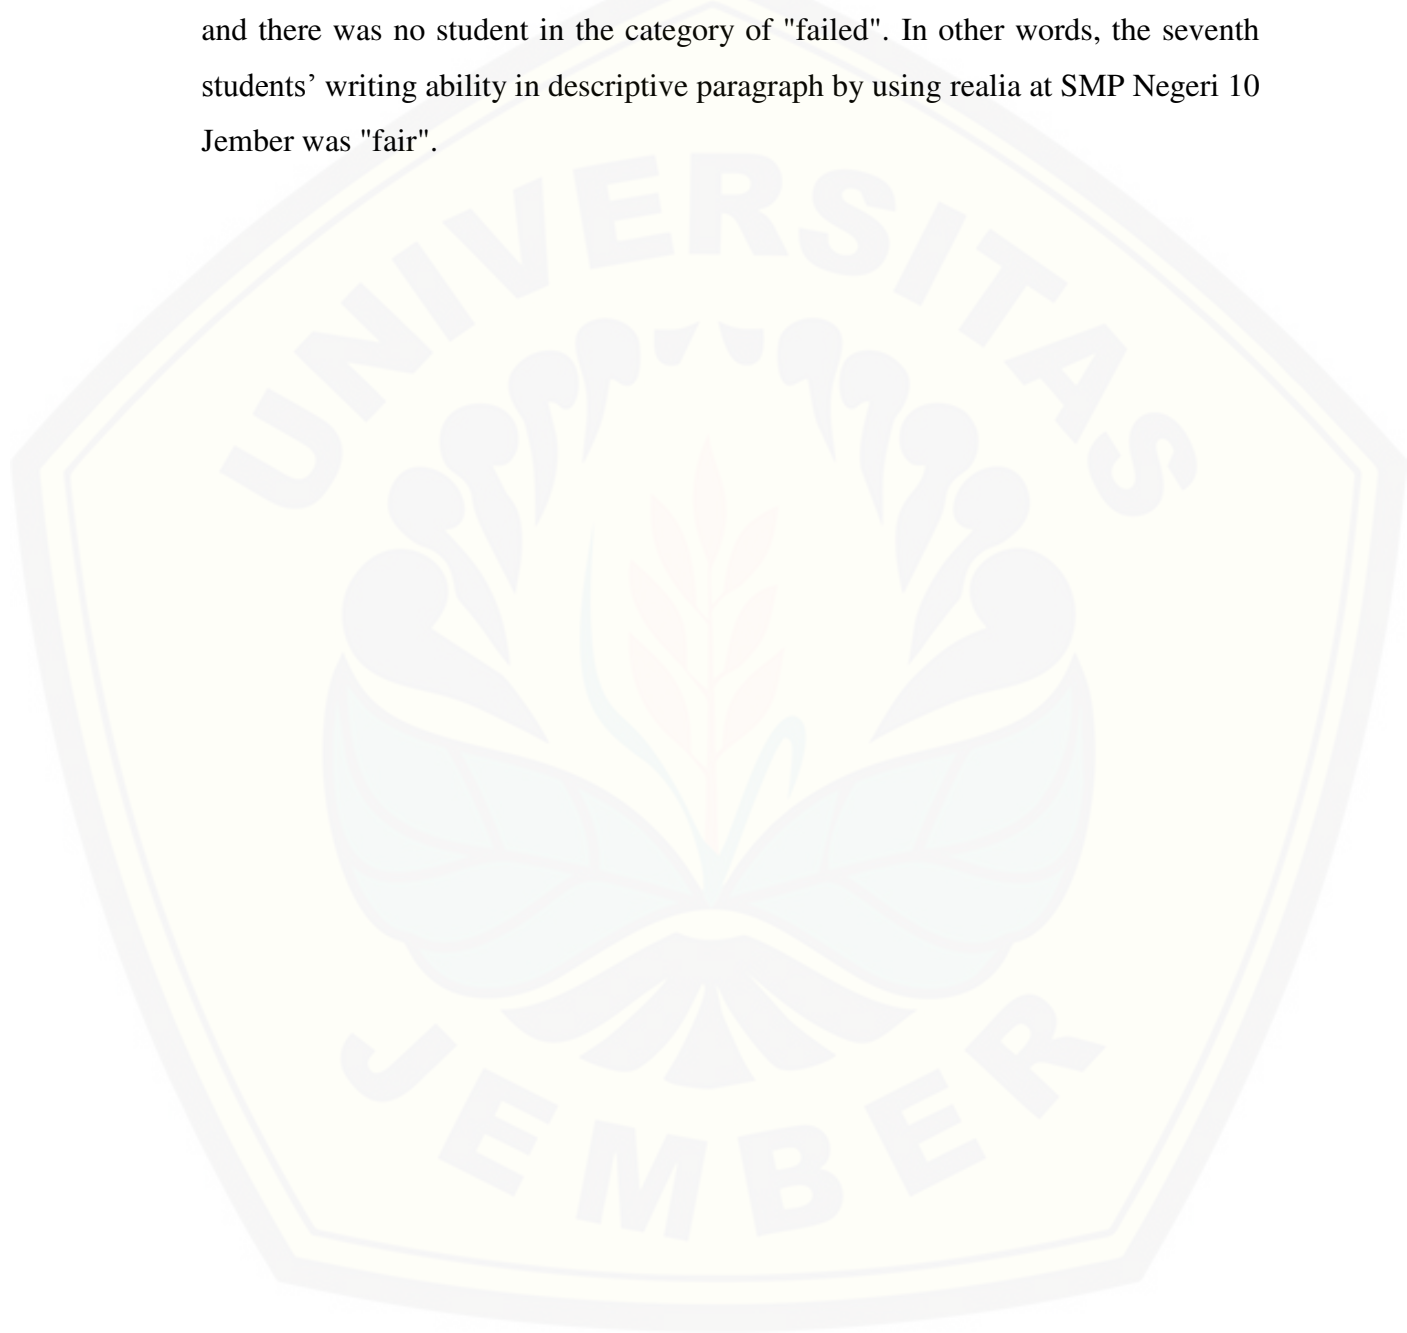 and there was no student in the category of "failed". In other words, the seventh
students’ writing ability in descriptive paragraph by using realia at SMP Negeri 10
Jember was "fair".
UNIVERSITAS
JEMBER